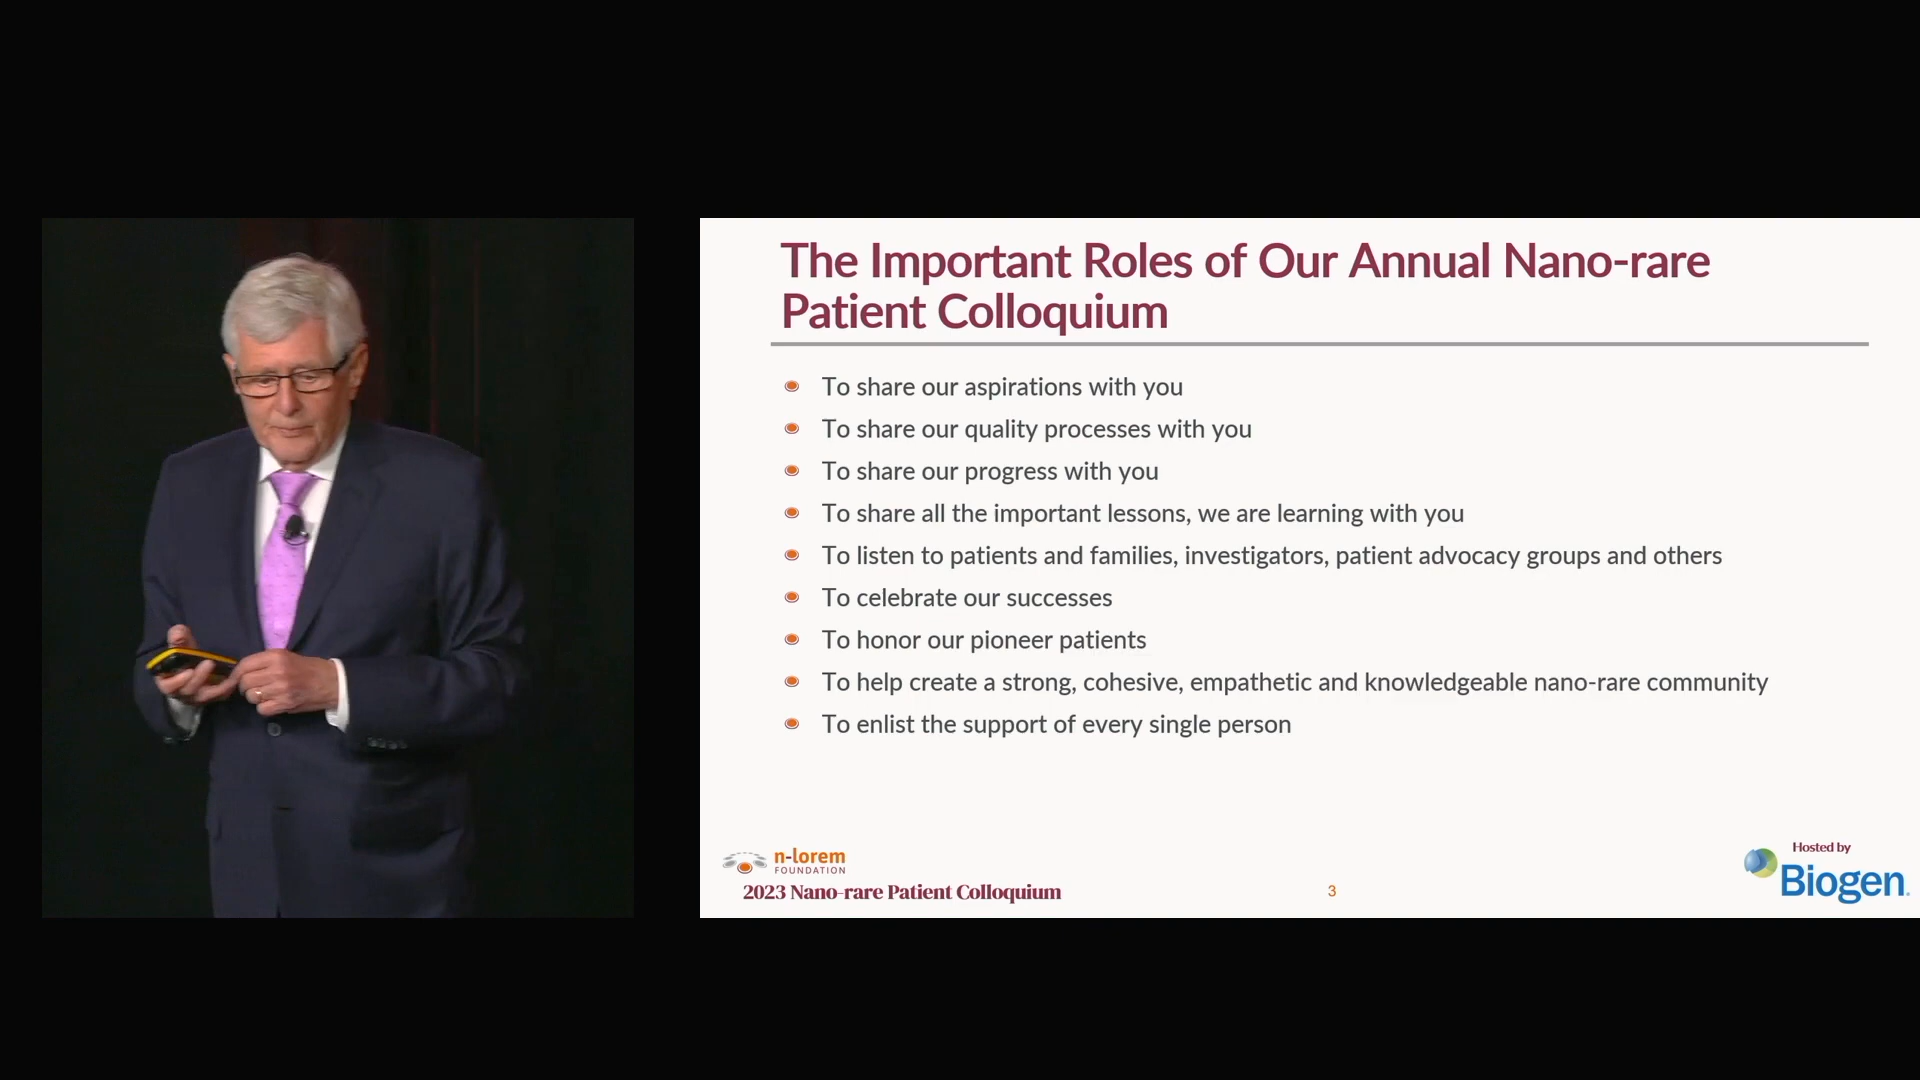 The Important Roles of Our Annual Nano-rare
Patient Colloquium
To share our aspirations with you
To share our quality processes with you
To share our progress with you
To share all the important lessons, we are learning with you
To listen to patients and families, investigators, patient advocacy groups and others
To celebrate our successes
To honor our pioneer patients
To help create a strong, cohesive, empathetic and knowledgeable nano-rare community
To enlist the support of every single person
n-lorem
FOUNDATION
2023 Nano-rare Patient Colloquium
3
Hosted by
Biogen.